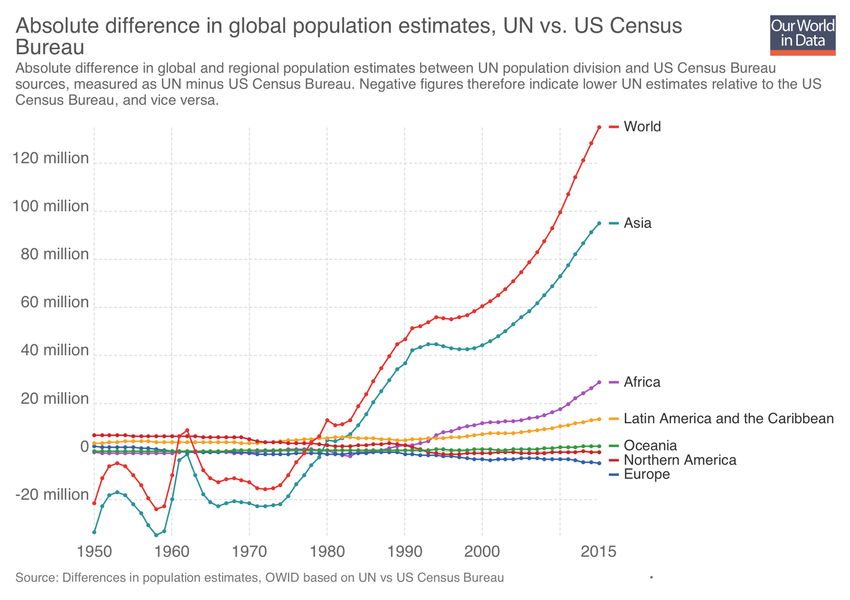 Absolute difference in global population estimates, UN vs. US Census
Bureau
Our World
in Data
Absolute difference in global and regional population estimates between UN population division and US Census Bureau
sources, measured as UN minus US Census Bureau. Negative figures therefore indicate lower UN estimates relative to the US
Census Bureau, and vice versa.
World
120 million
100 million
Asia
80 million
60 million
40 million
Africa
20 million
Latin America and the Caribbean
Oceania
0
Northern America
Europe
-20 million
1950 1960 1970 1980 1990 2000 2015
Source: Differences in population estimates, OWID based on UN vs US Census Bureau